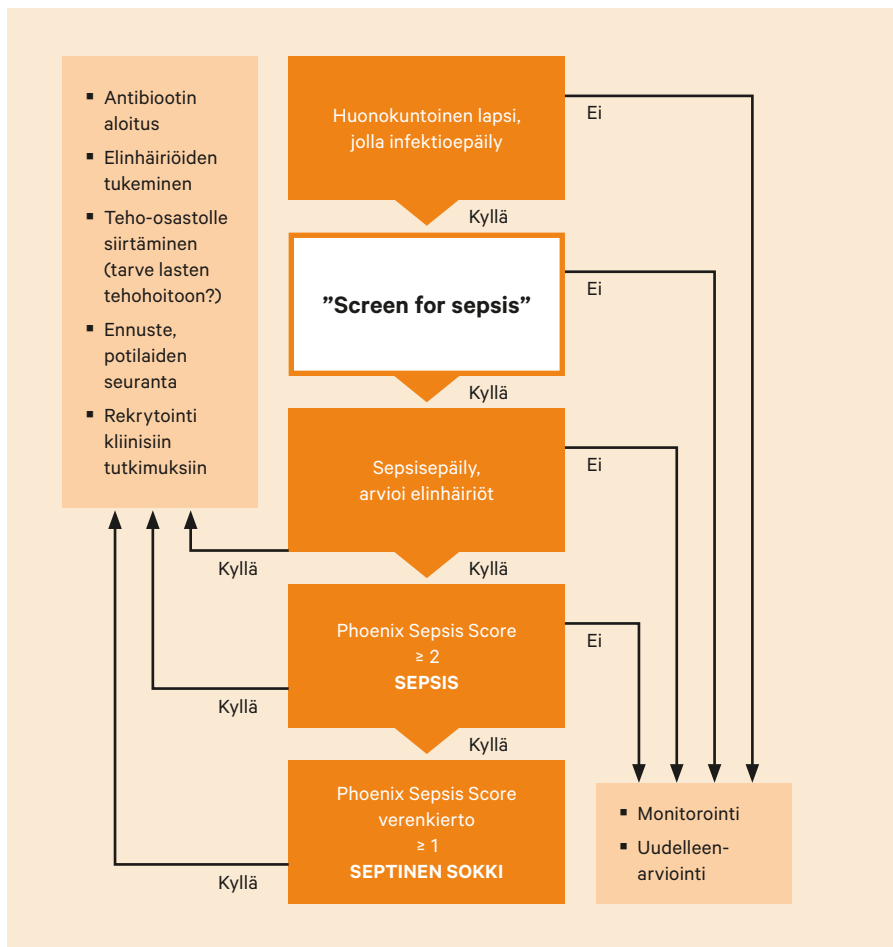 ▪ Antibiootin
aloitus
▪ Elinhäiriöiden
tukeminen
▪ Teho-osastolle
siirtäminen
(tarve lasten
tehohoitoon?)
▪ Ennuste,
potilaiden
seuranta
▪ Rekrytointi
kliinisiin
tutkimuksiin
Huonokuntoinen lapsi,
jolla infektioepäily
Ei
Kyllä
”Screen for sepsis”
Ei
Kyllä
Sepsisepäily,
arvioi elinhäiriöt
Ei
Kyllä
Kyllä
Phoenix Sepsis Score
≥ 2
SEPSIS
Ei
Kyllä
Kyllä
Phoenix Sepsis Score
verenkierto
≥ 1
SEPTINEN SOKKI
Kyllä
▪ Monitorointi
▪ Uudelleen-
arviointi